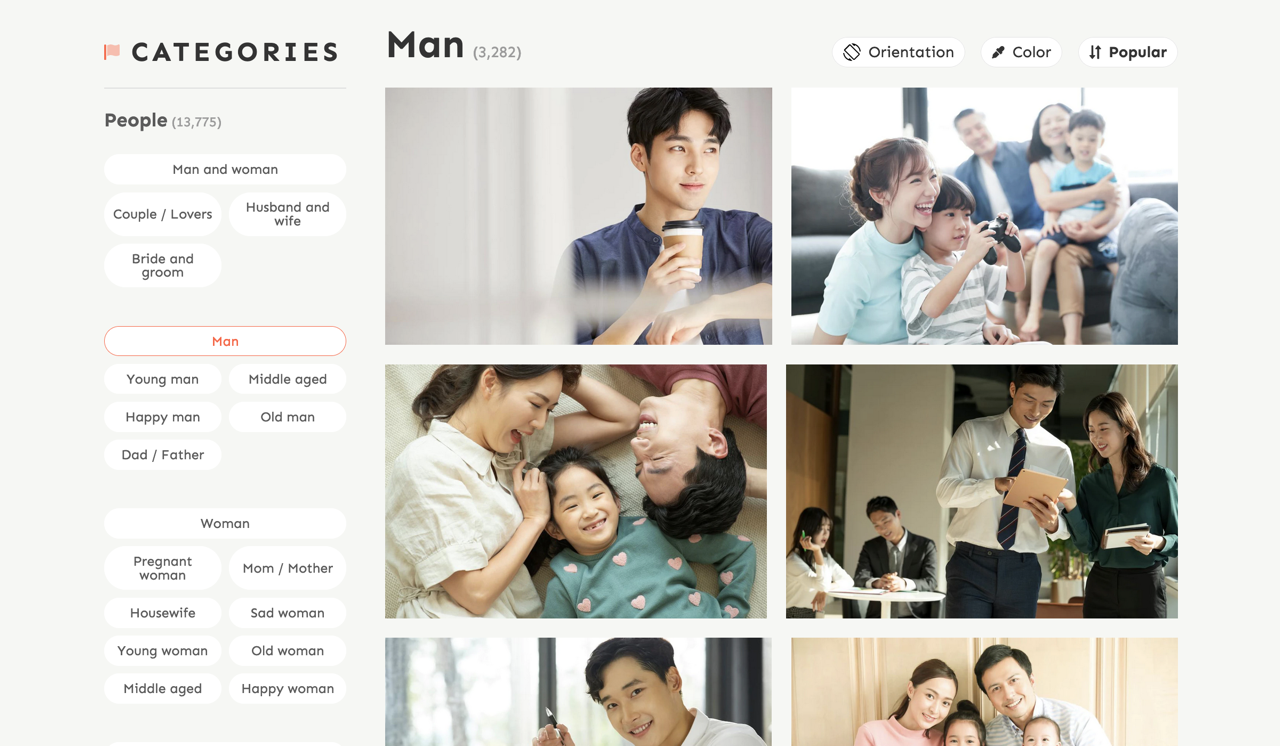 CATEGORIES
People (13,775)
Man and woman
Couple / Lovers
Husband and
wife
Bride and
groom
Man
Young man
Middle aged
Happy man
Old man
Dad / Father
Woman
Pregnant
woman
Mom / Mother
Housewife
Sad woman
Young woman
Old woman
Middle aged
Happy woman
Man (3,282)
Orientation
Color
Popular